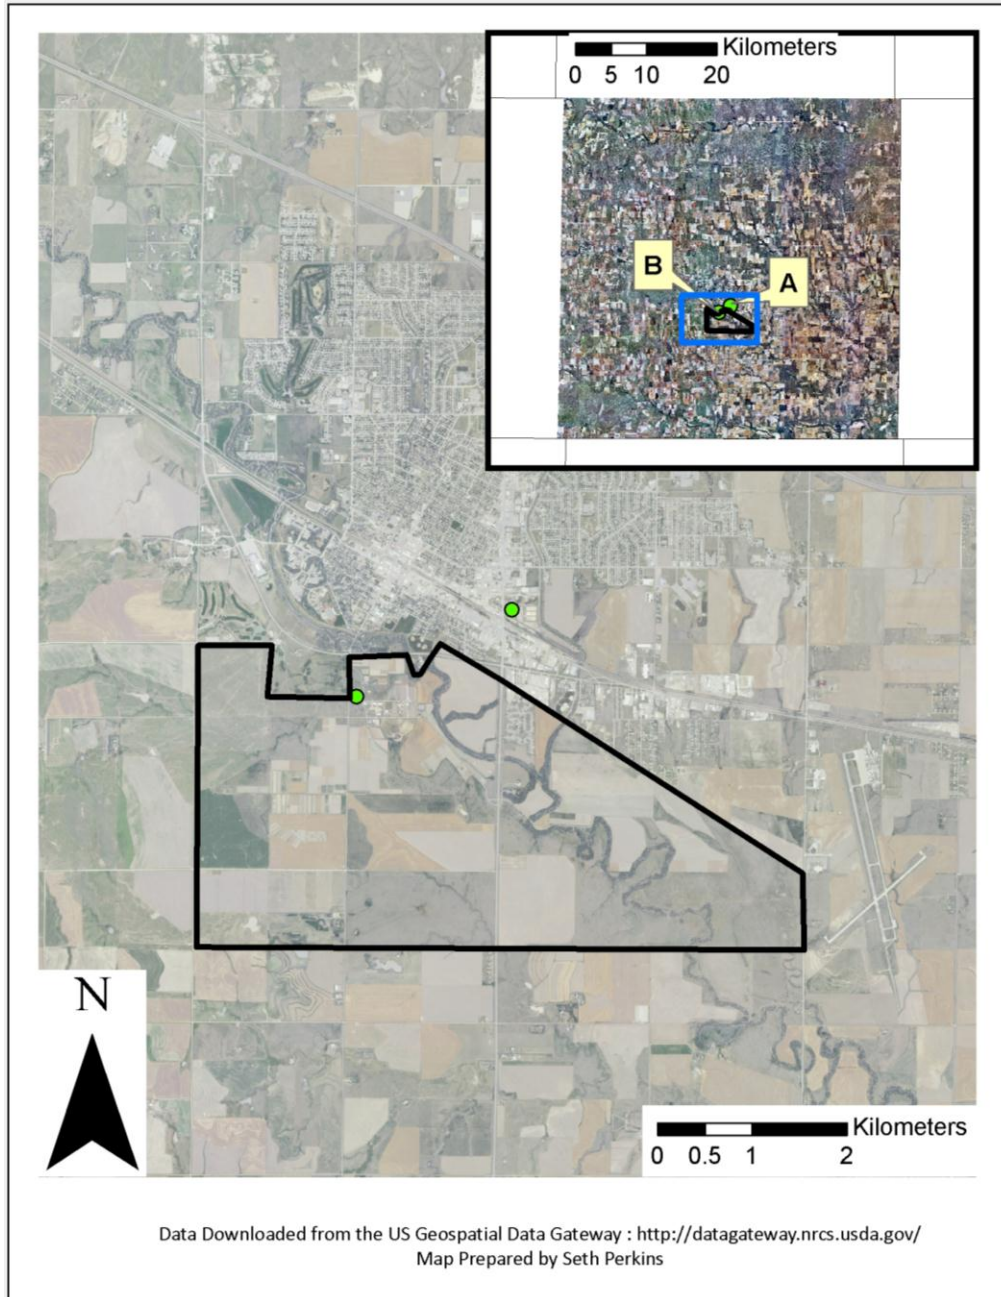 Kilometers
0 5 10 20
B
A
N
Kilometers
0 0.5 1 2
Data Downloaded from the US Geospatial Data Gateway : http://datagateway.nrcs.usda.gov/
Map Prepared by Seth Perkins